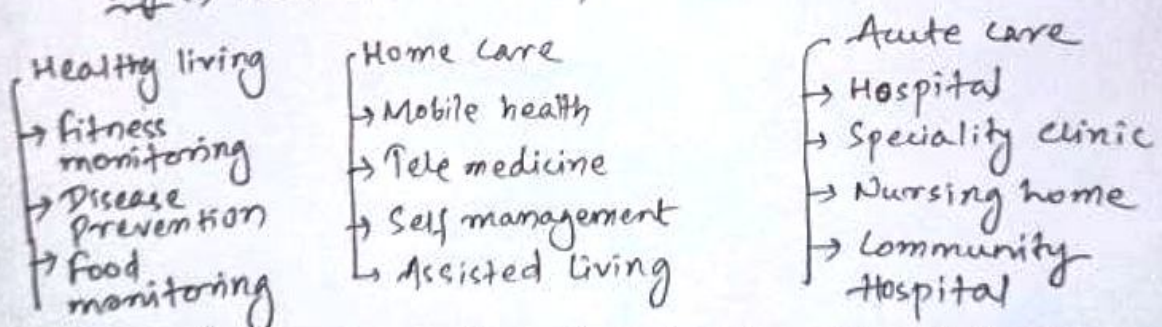 Healthy living
fitness
monitoring
Disease
Prevention
Food
monitoring
Home care
Mobile health
Tele medicine
Self management
Assisted Living
Acute care
Hospital
Speciality clinic
Nursing home
Community
Hospital